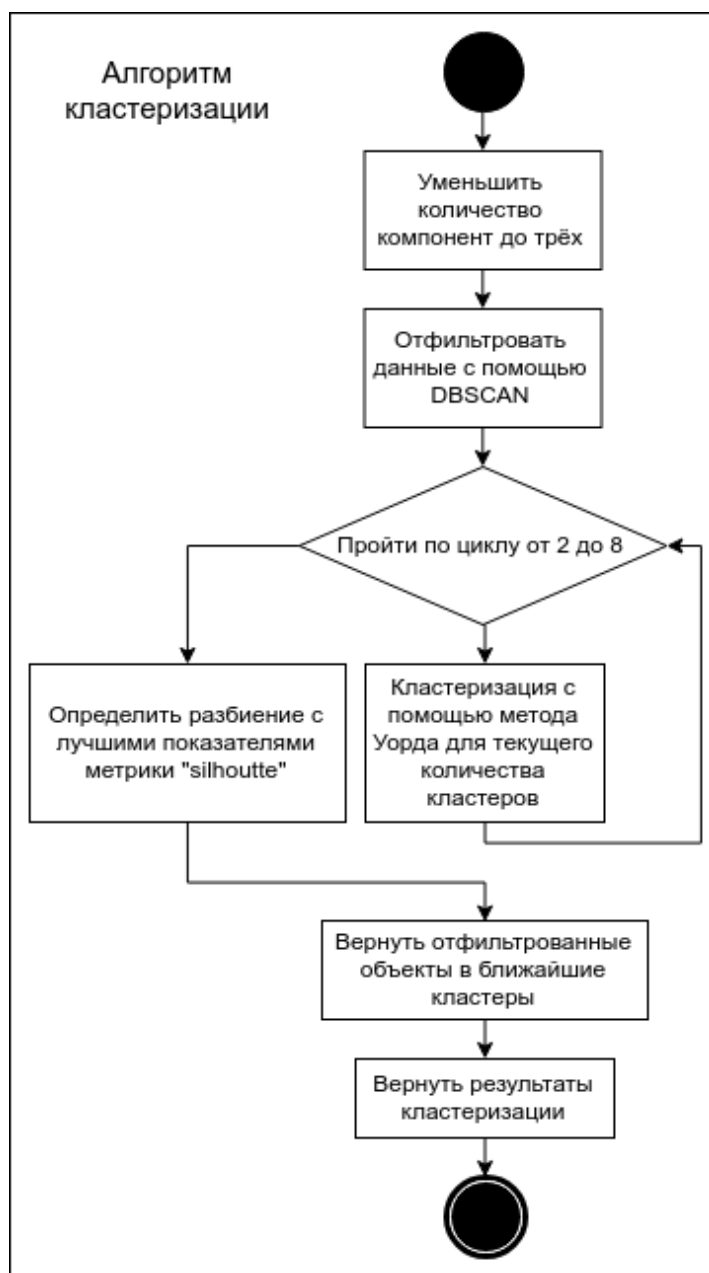 Алгоритм
кластеризации
Уменьшить
количество
компонент до трёх
Отфильтровать
данные с помощью
DBSCAN
Пройти по циклу от 2 до 8
Определить разбиение с
лучшими показателями
метрики "silhoutte"
Кластеризация с
помощью метода
Уорда для текущего
количества
кластеров
Вернуть отфильтрованные
объекты в ближайшие
кластеры
Вернуть результаты
кластеризации